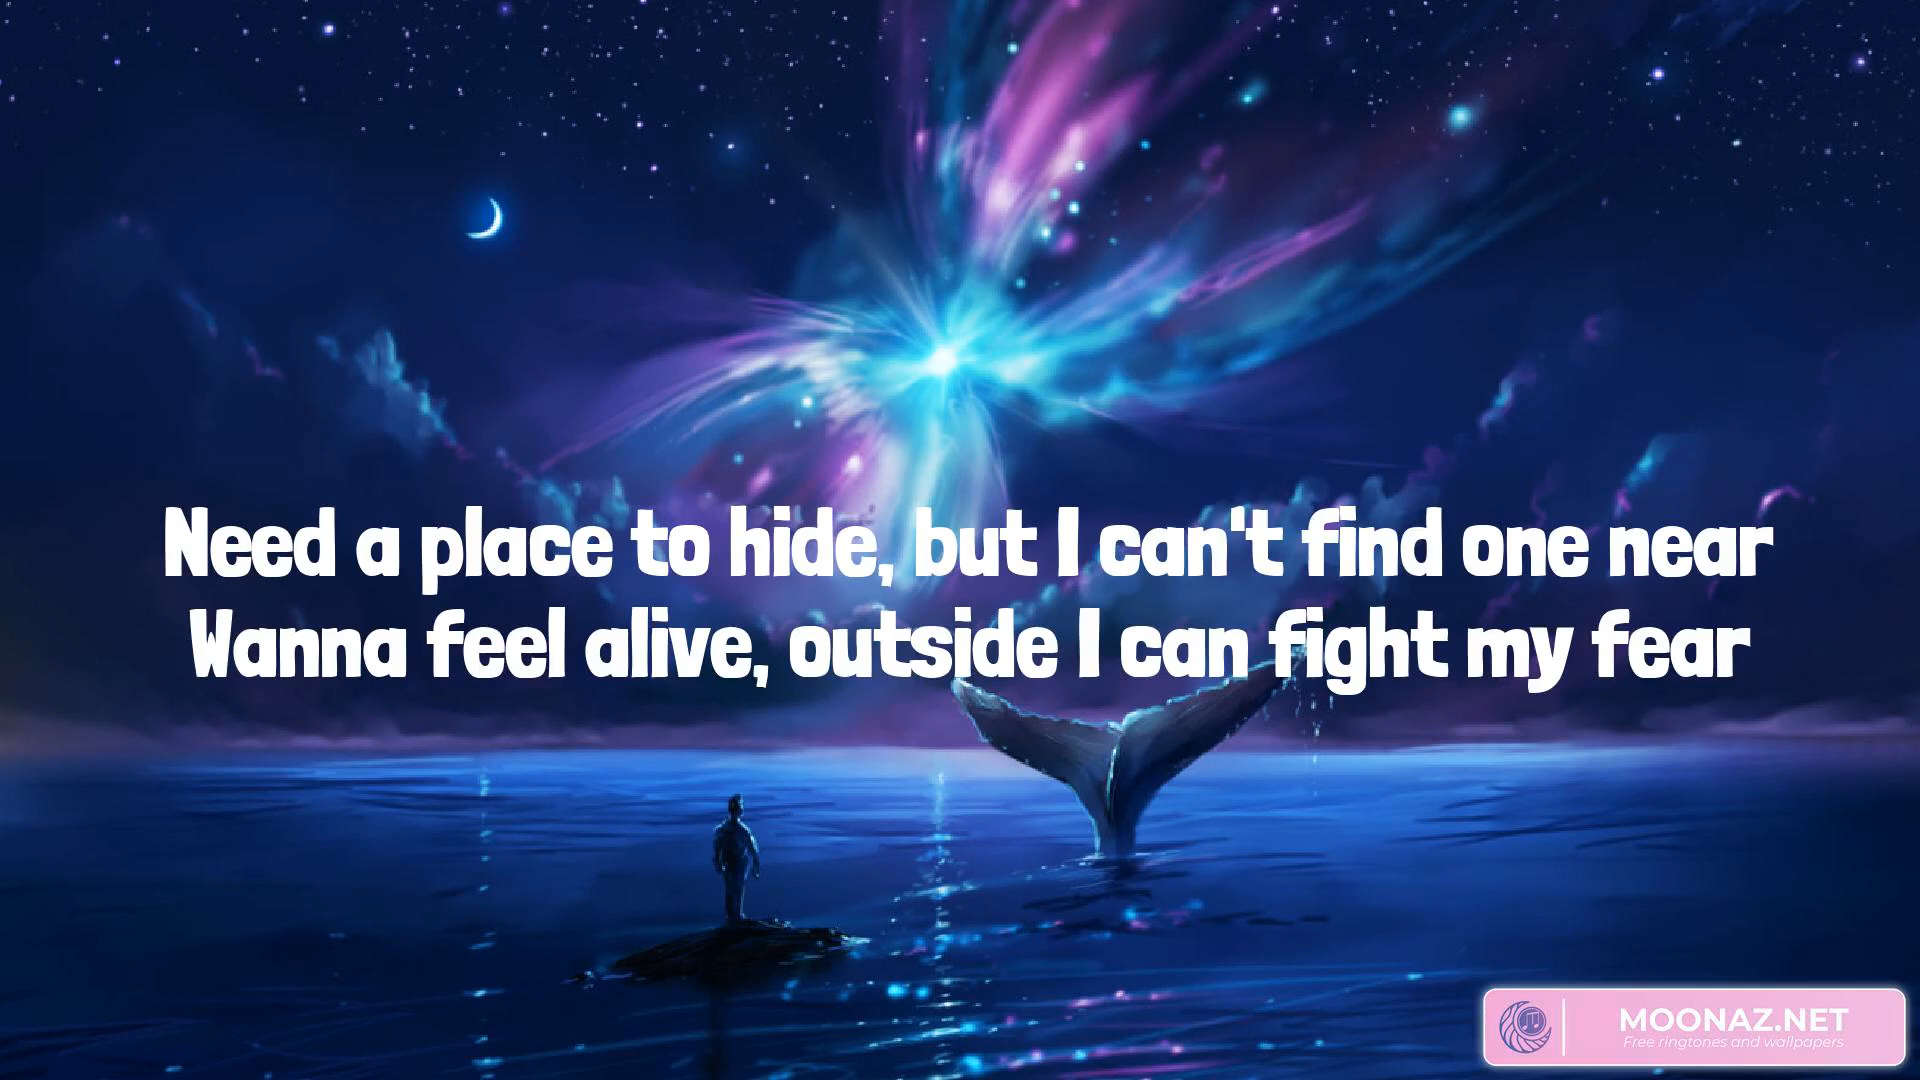 Need a place to hide, but I can't find one near
Wanna feel alive, outside I can fight my fear
MOONAZ.NET
Free ringtones and wallpapers